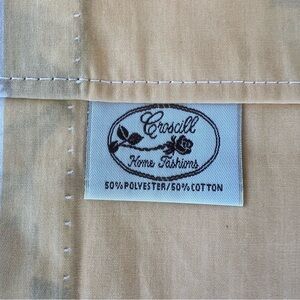 Croscill
Home Fashions
50% POLYESTER/50% COTTON